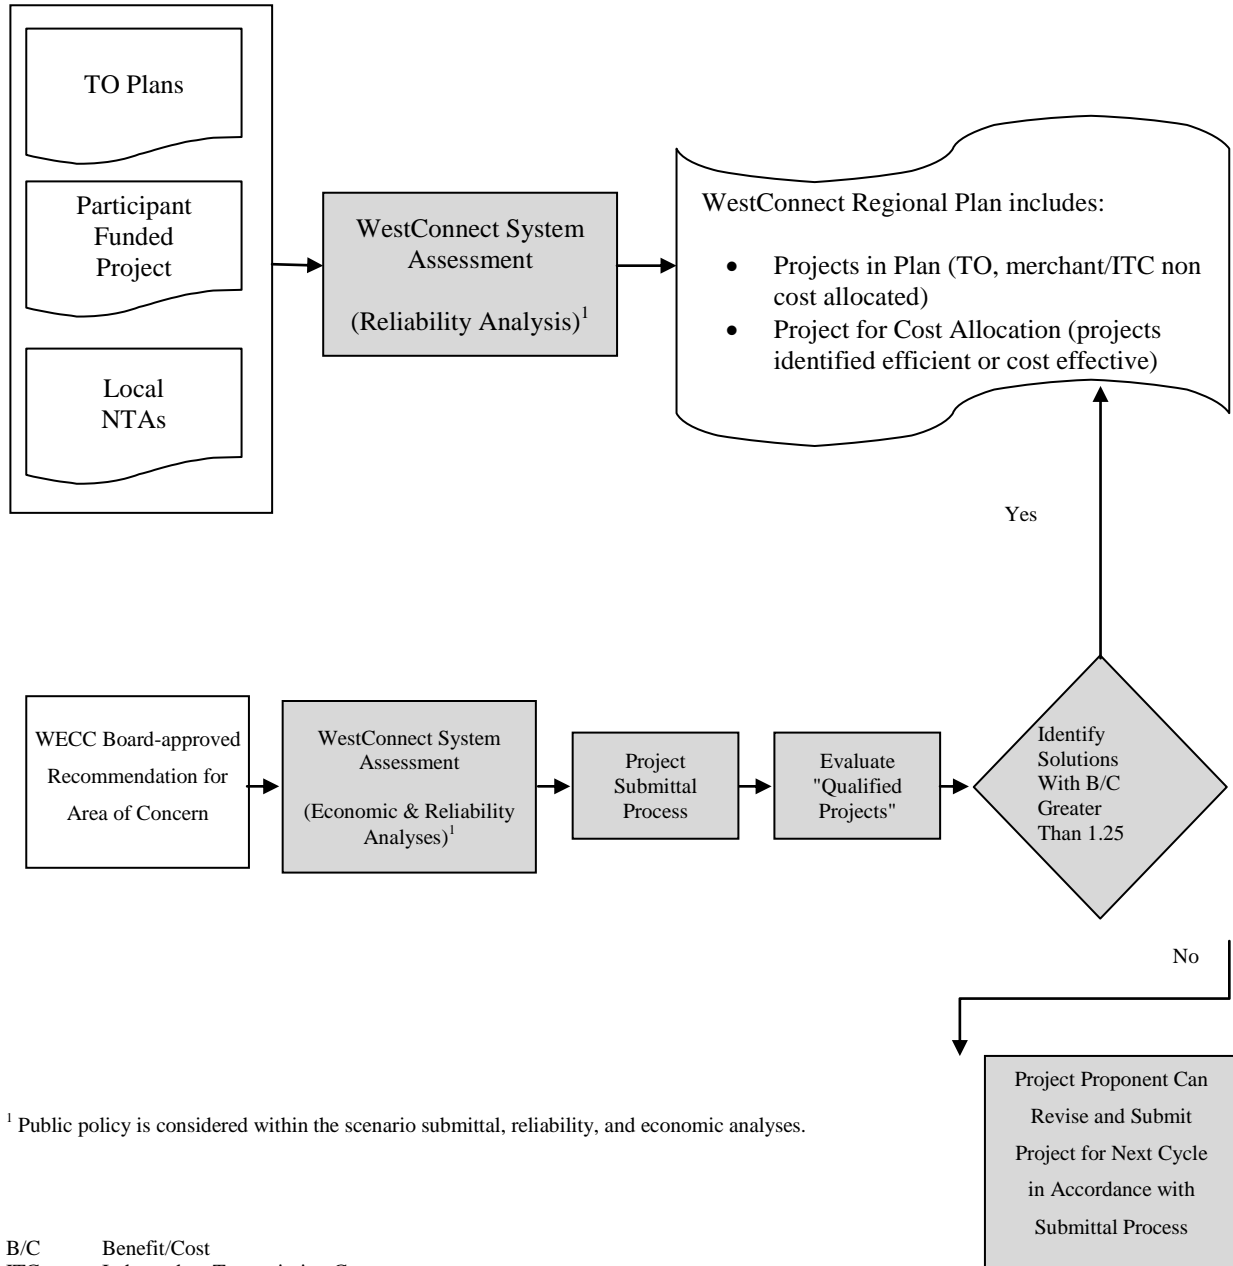 TO Plans
Participant
Funded
Project
Local
NTAs
WestConnect System
Assessment
(Reliability Analysis)1
WestConnect Regional Plan includes:
• Projects in Plan (TO, merchant/ITC non
cost allocated)
• Project for Cost Allocation (projects
identified efficient or cost effective)
Yes
WECC Board-approved
Recommendation for
Area of Concern
WestConnect System
Assessment
(Economic & Reliability
Analyses)1
Project
Submittal
Process
Evaluate
"Qualified
Projects"
Identify
Solutions
With B/C
Greater
Than 1.25
No
Project Proponent Can
Revise and Submit
Project for Next Cycle
in Accordance with
Submittal Process
1 Public policy is considered within the scenario submittal, reliability, and economic analyses.
B/C Benefit/Cost